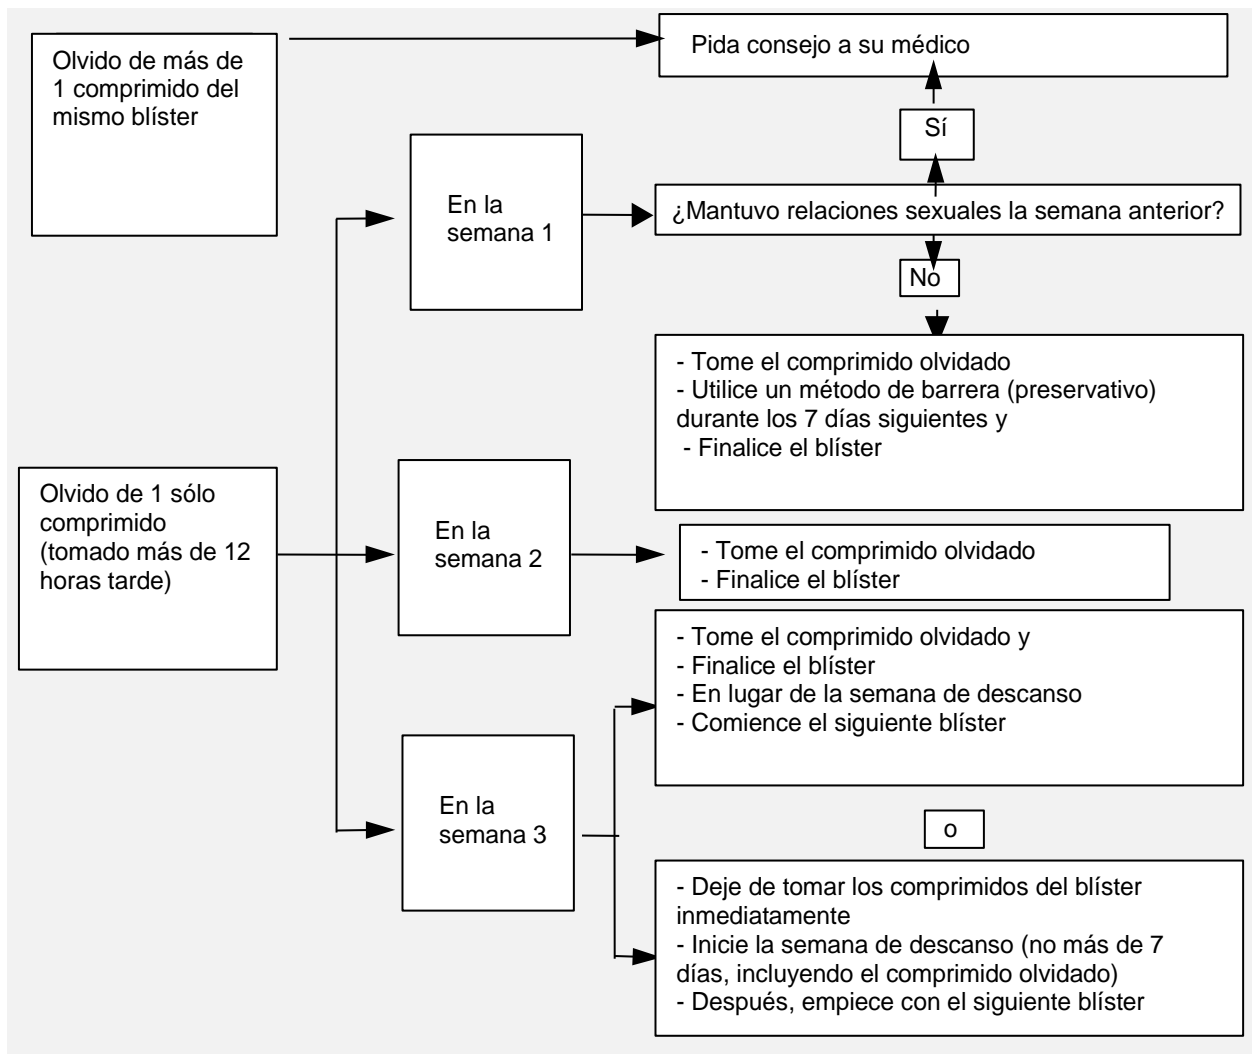 Olvido de más de
1 comprimido del
mismo blíster
Pida consejo a su médico
Sí
En la
semana 1
¿Mantuvo relaciones sexuales la semana anterior?
No
- Tome el comprimido olvidado
- Utilice un método de barrera (preservativo)
durante los 7 días siguientes y
- Finalice el blíster
Olvido de 1 sólo
comprimido
(tomado más de 12
horas tarde)
En la
semana 2
- Tome el comprimido olvidado
- Finalice el blíster
- Tome el comprimido olvidado y
- Finalice el blíster
- En lugar de la semana de descanso
- Comience el siguiente blíster
En la
semana 3
o
- Deje de tomar los comprimidos del blíster
inmediatamente
- Inicie la semana de descanso (no más de 7
días, incluyendo el comprimido olvidado)
- Después, empiece con el siguiente blíster